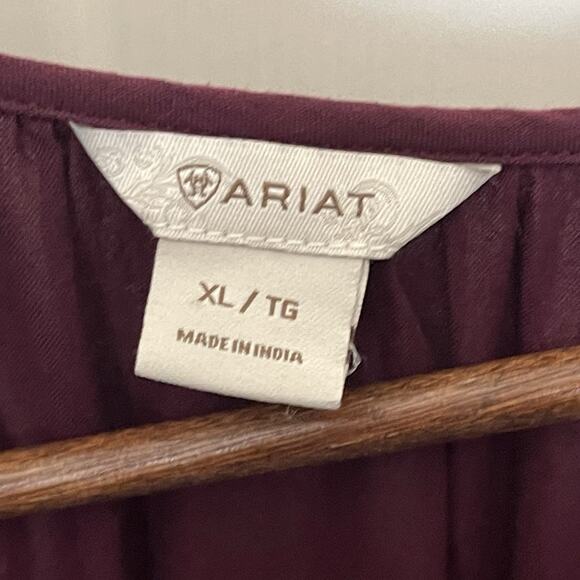 ARIAT
XL / TG
MADE IN INDIA